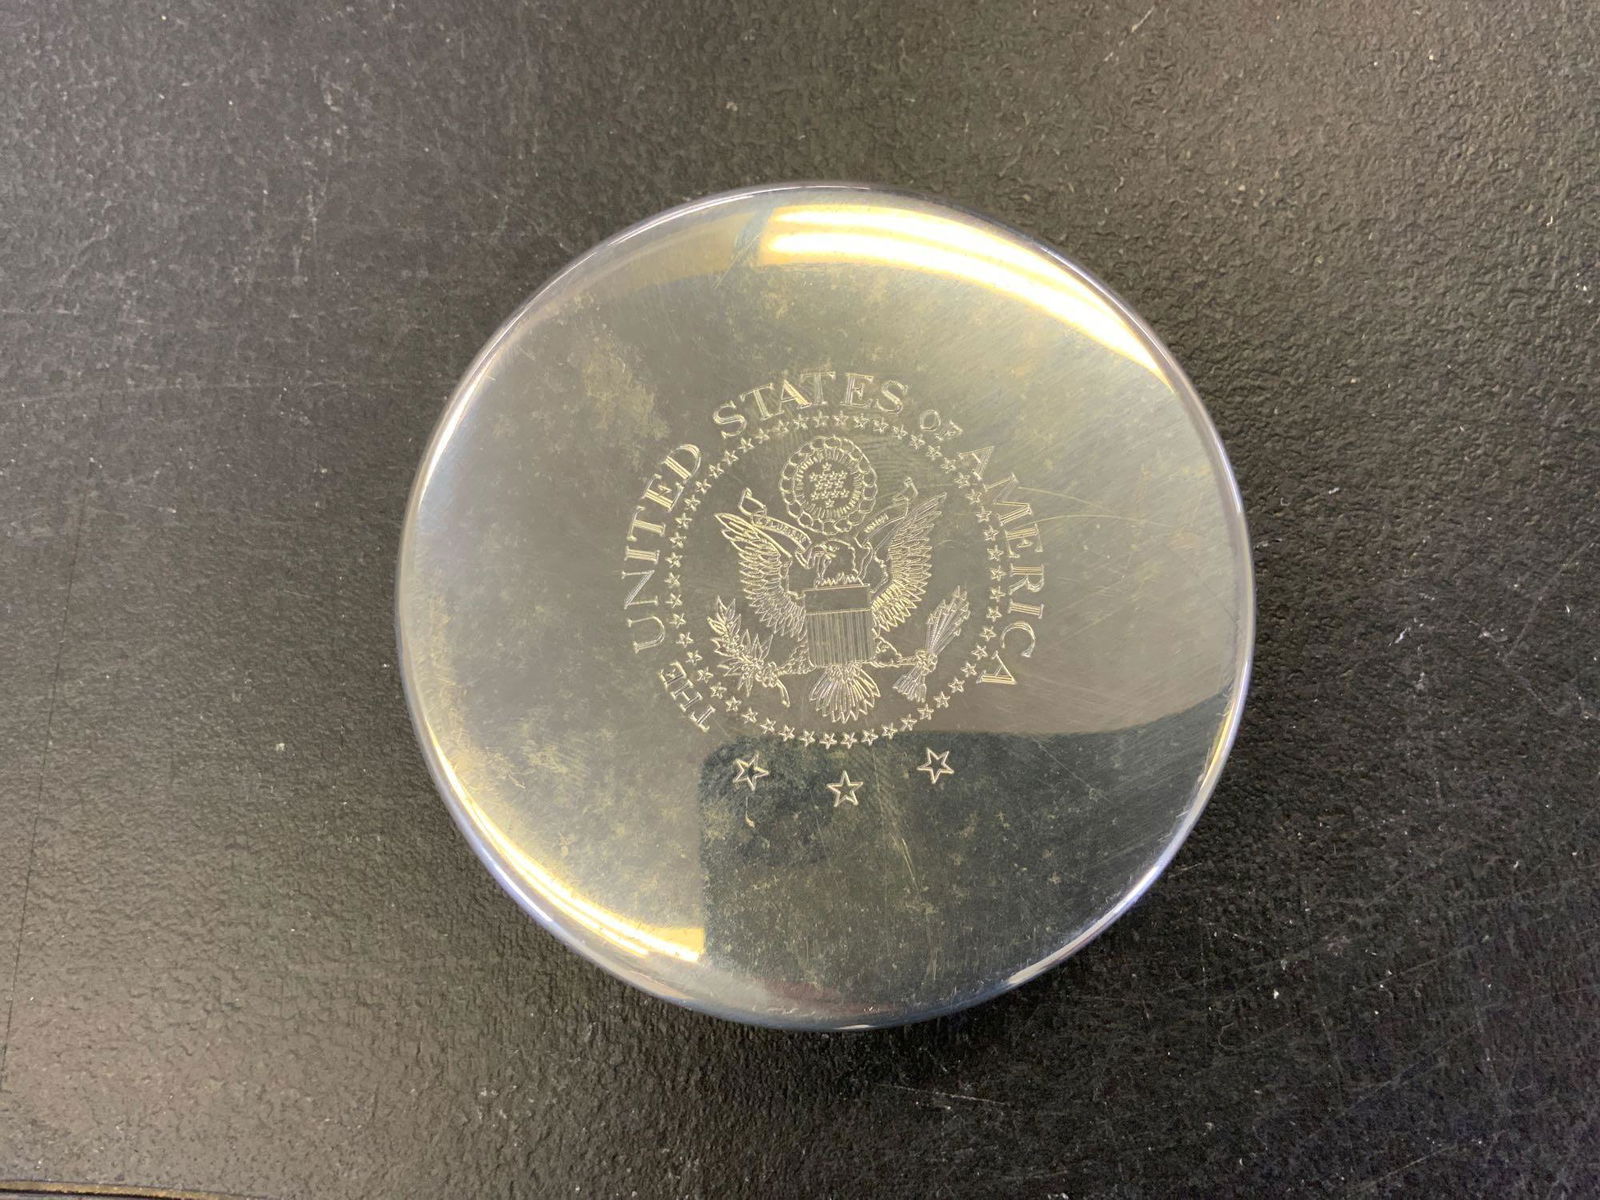 THE UNITED STATES OF AMERICA